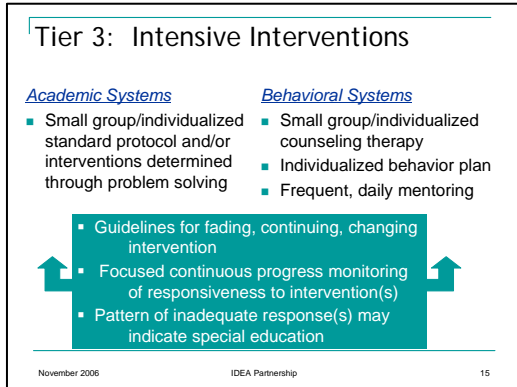 Tier 3: Intensive Interventions
Academic Systems
■ Small group/individualized
standard protocol and/or
interventions determined
through problem solving
Behavioral Systems
■ Small group/individualized
counseling therapy
■ Individualized behavior plan
■ Frequent, daily mentoring
▪ Guidelines for fading, continuing, changing
intervention
▪ Focused continuous progress monitoring
of responsiveness to intervention(s)
▪ Pattern of inadequate response(s) may
indicate special education
November 2006 IDEA Partnership 15